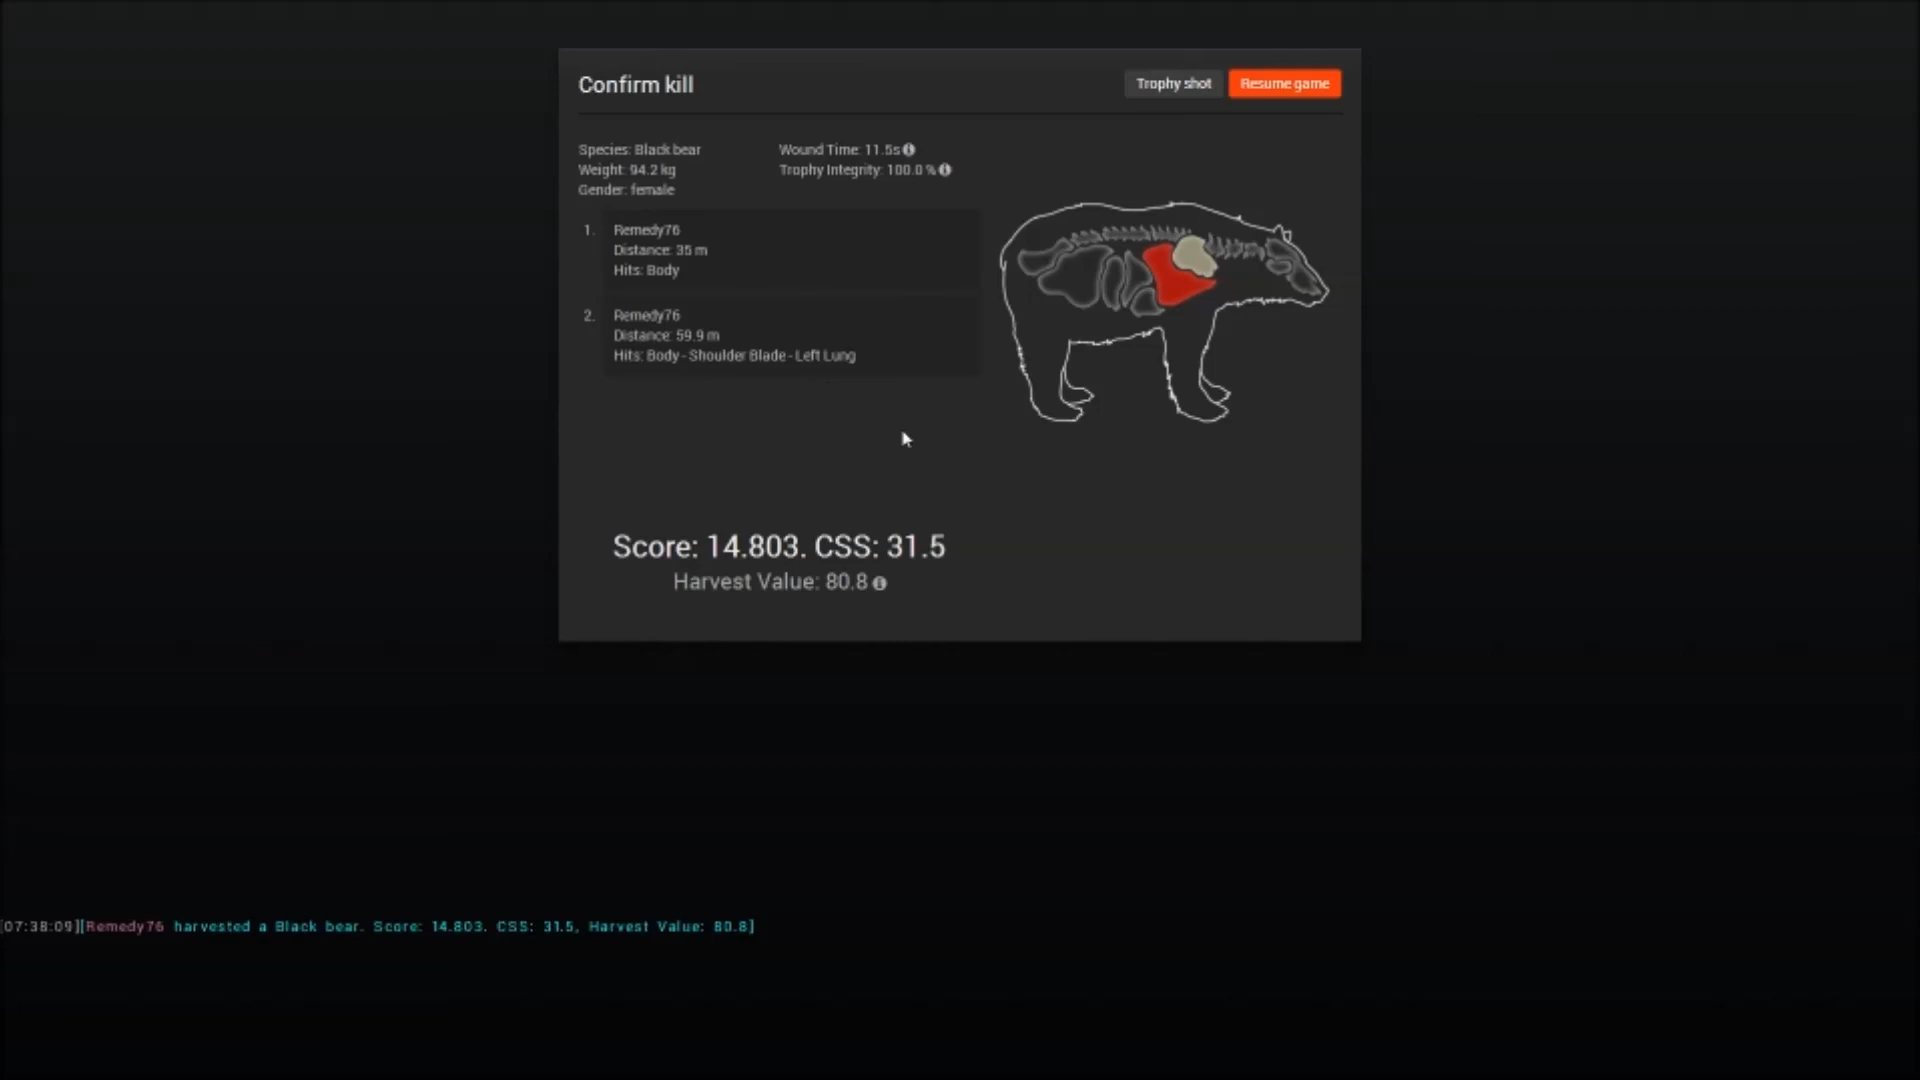 Confirm kill
Trophy shot
Resume game
Species: Black bear
Weight: 94.2 kg
Gender: female
Wound Time: 11.5s
Trophy Integrity: 100.0 %
1.
Remedy76
Distance: 35 m
Hits: Body
2.
Remedy76
Distance: 59.9 m
Hits: Body - Shoulder Blade - Left Lung
Score: 14.803. CSS: 31.5
Harvest Value: 80.8
[07:38:09][Remedy76 harvested a Black bear. Score: 14.803. CSS: 31.5, Harvest Value: 80.8]